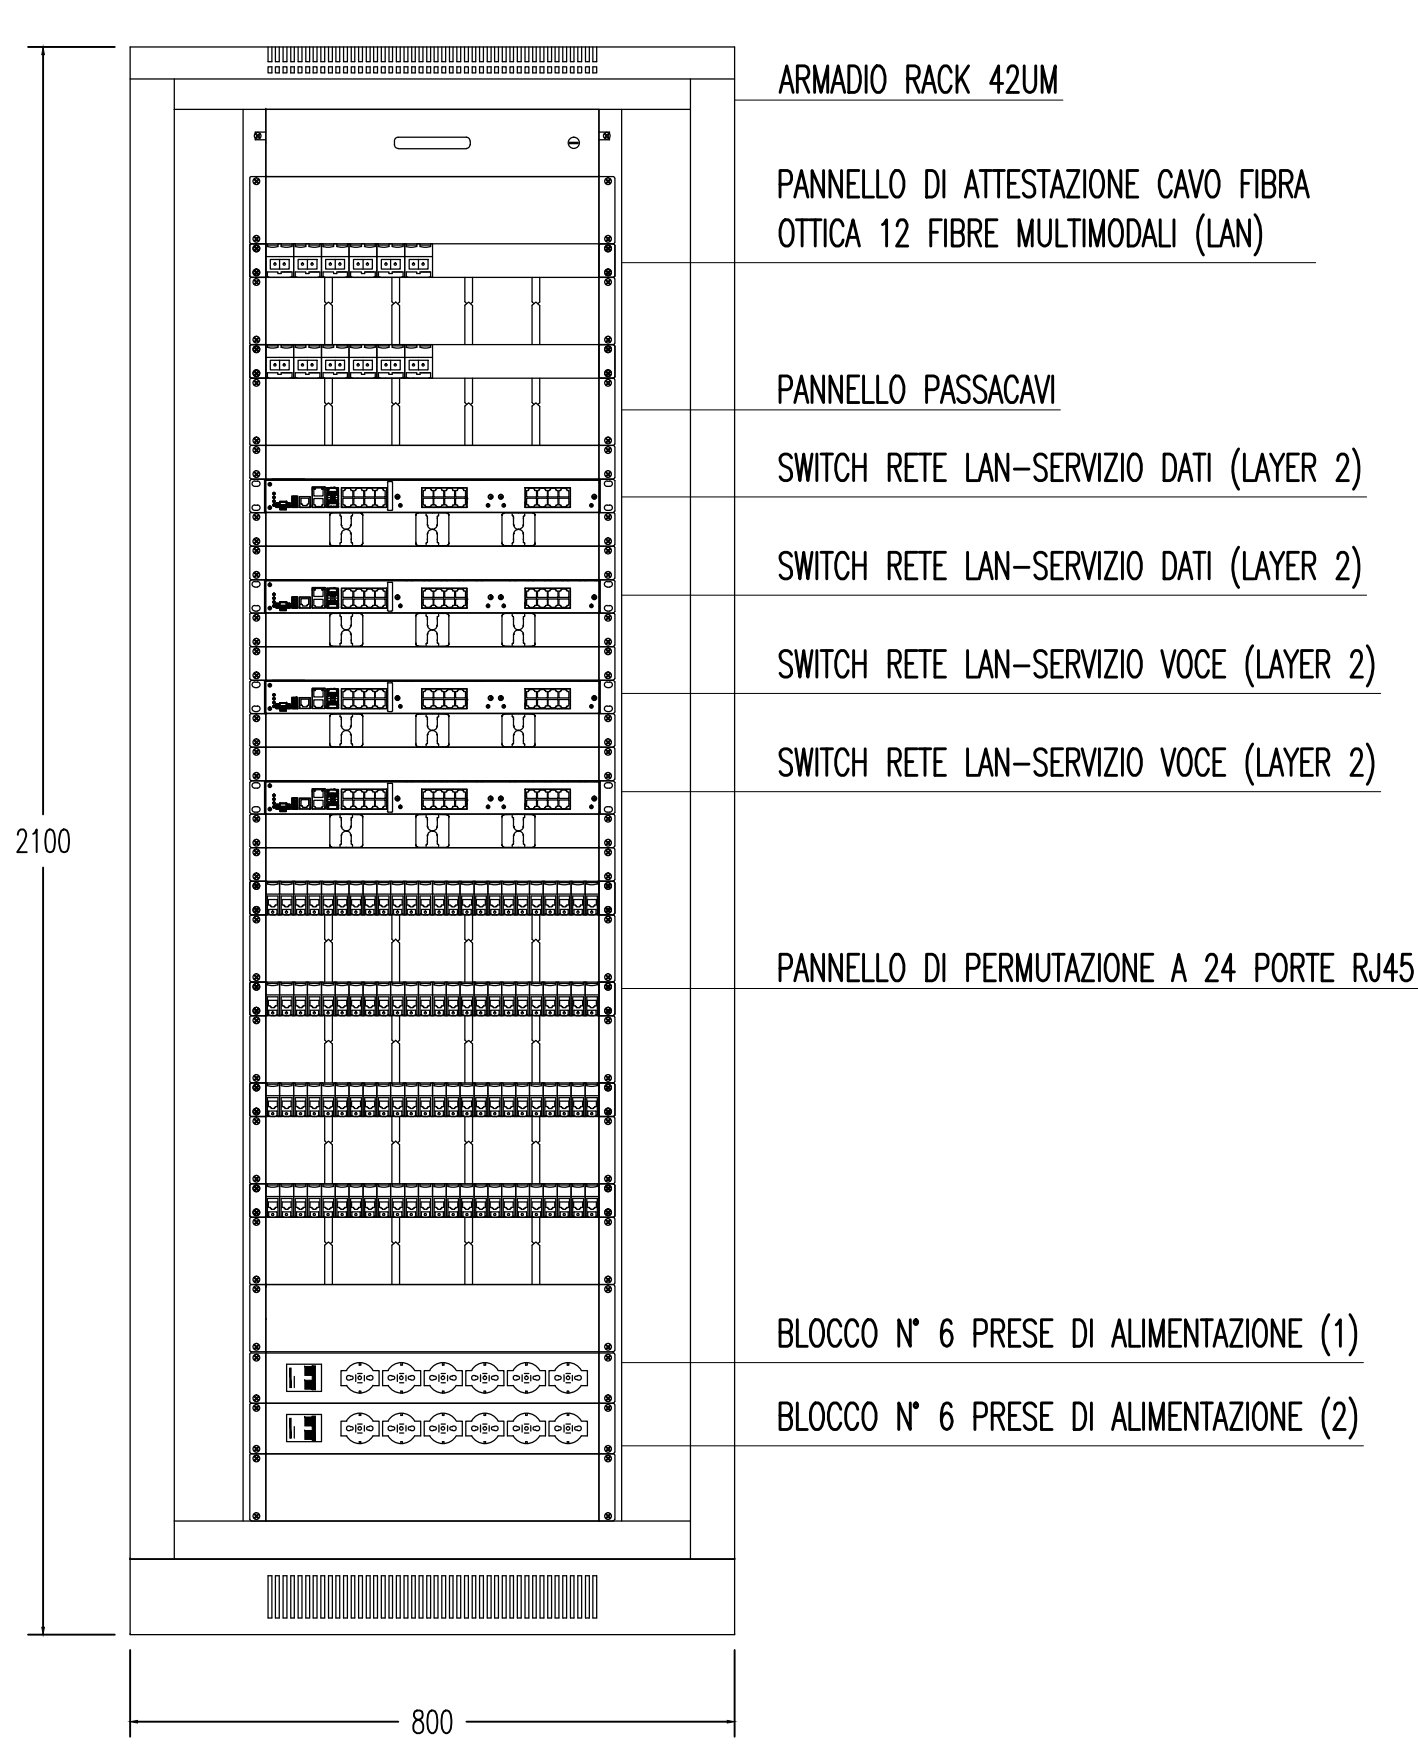 ARMADIO RACK 42UM
PANNELLO DI ATTESTAZIONE CAVO FIBRA
OTTICA 12 FIBRE MULTIMODALI (LAN)
PANNELLO PASSACAVI
SWITCH RETE LAN-SERVIZIO DATI (LAYER 2)
SWITCH RETE LAN-SERVIZIO DATI (LAYER 2)
SWITCH RETE LAN-SERVIZIO VOCE (LAYER 2)
SWITCH RETE LAN-SERVIZIO VOCE (LAYER 2)
2100
PANNELLO DI PERMUTAZIONE A 24 PORTE RJ45
BLOCCO N° 6 PRESE DI ALIMENTAZIONE (1)
BLOCCO N° 6 PRESE DI ALIMENTAZIONE (2)
800